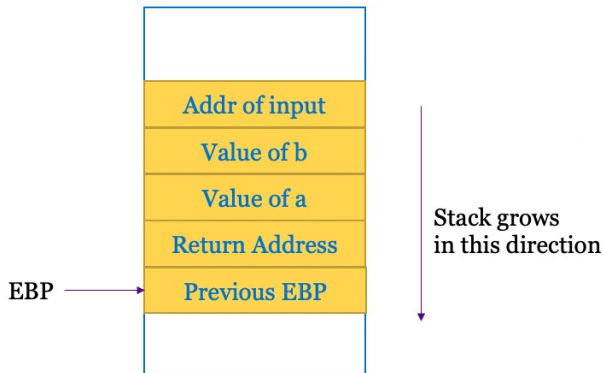 Addr of input
Value of b
Value of a
Return Address
EBP
Previous EBP
Stack grows
in this direction